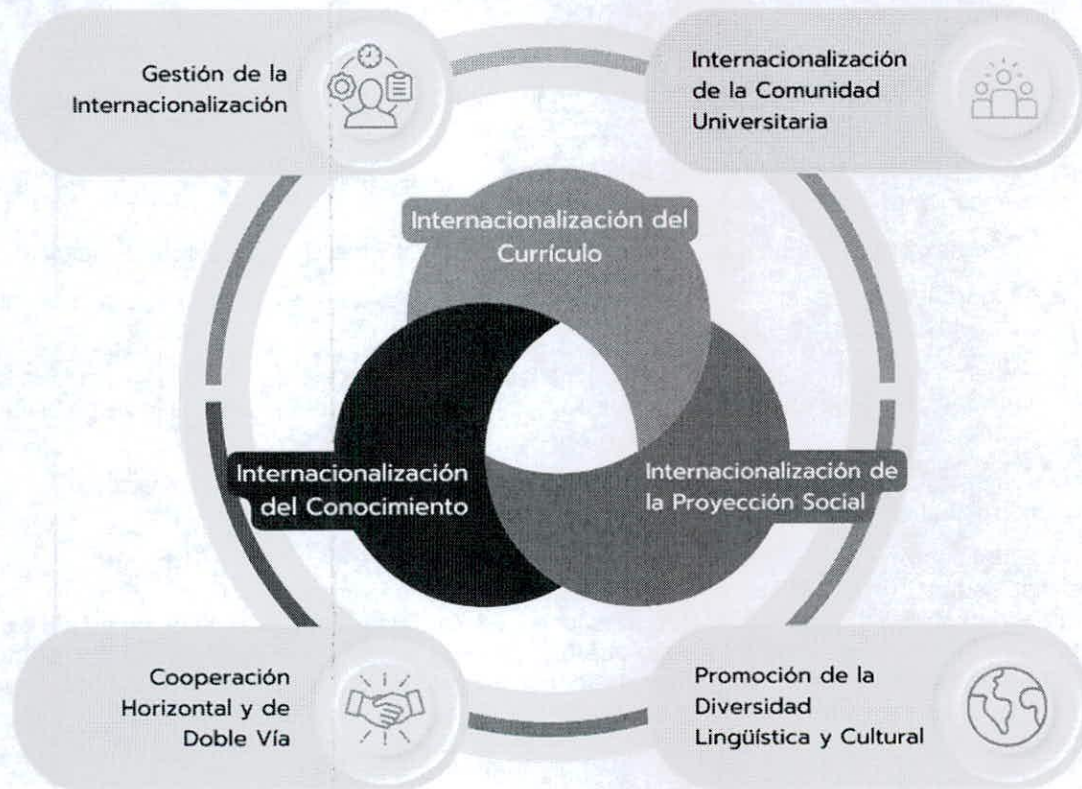 Gestión de la
Internacionalización
Internacionalización
de la Comunidad
Universitaria
Internacionalización del
Currículo
Internacionalización
del Conocimiento
Internacionalización de
la Proyección Social
Cooperación
Horizontal y de
Doble Vía
Promoción de la
Diversidad
Lingüística y Cultural